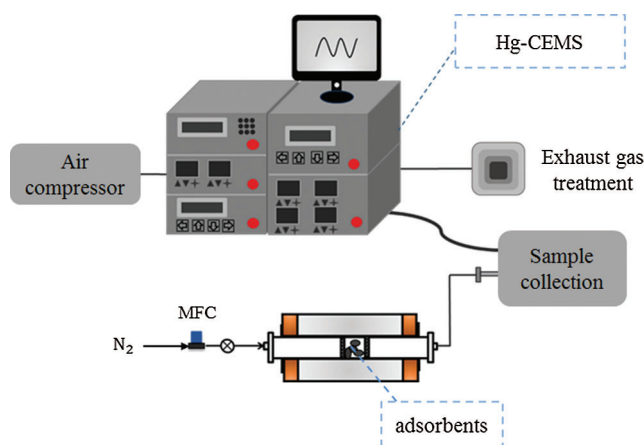 Hg-CEMS
Air
compressor
Exhaust gas
treatment
Sample
collection
MFC
N₂
adsorbents